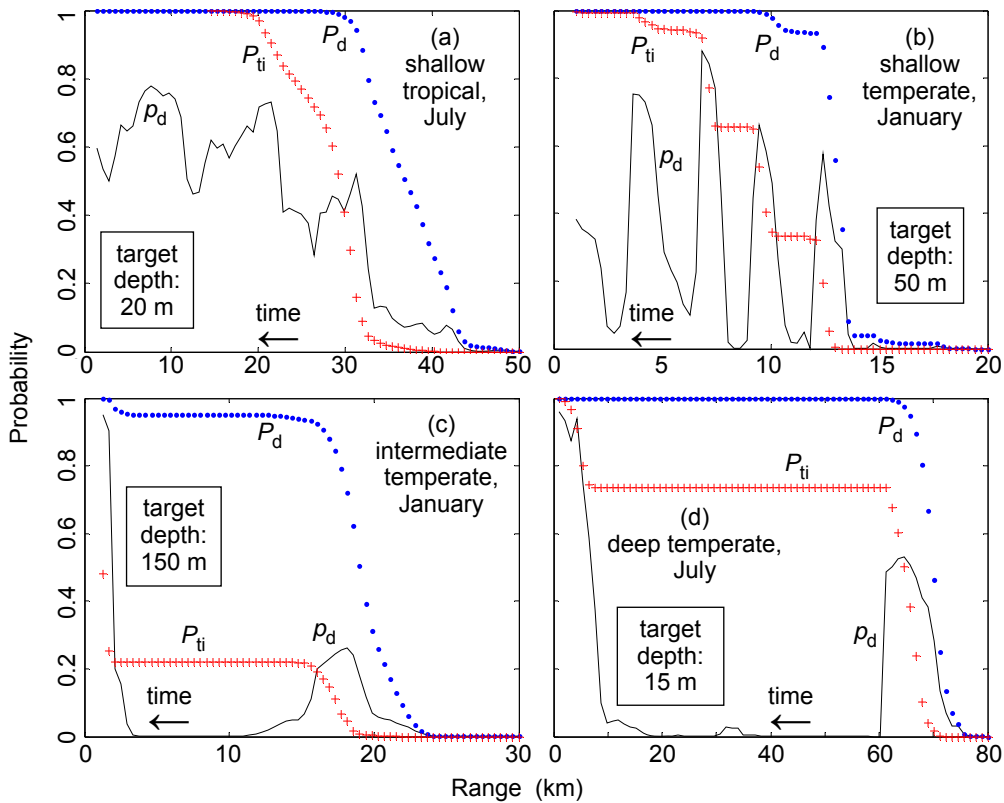 P_d
(a)
P_ti
shallow
tropical,
July
p_d
target
depth:
20 m
time
0 0.2 0.4 0.6 0.8 1
0 10 20 30 40 50
(b)
P_ti
P_d
shallow
temperate,
January
p_d
target
depth:
50 m
time
0 5 10 15 20
Probability
P_d
(c)
intermediate
temperate,
January
target
depth:
150 m
P_ti
p_d
time
0 0.2 0.4 0.6 0.8 1
0 10 20 30
P_d
P_ti
(d)
deep temperate,
July
target
depth:
15 m
p_d
time
0 20 40 60 80
Range (km)